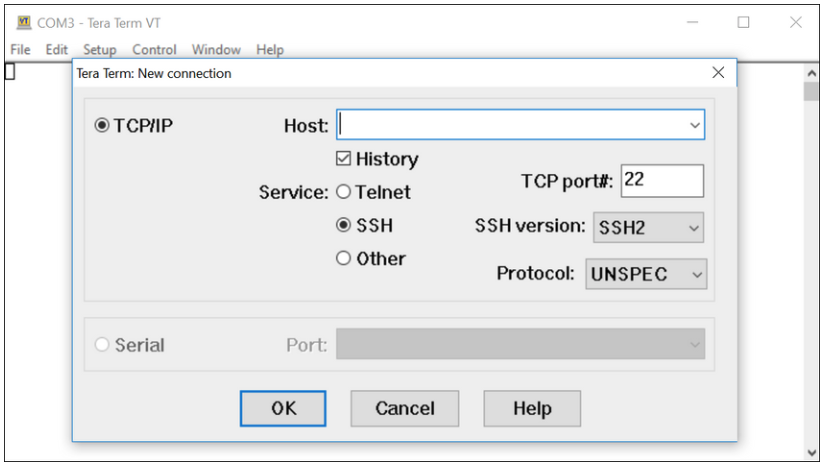 COM3 - Tera Term VT
File Edit Setup Control Window Help
Tera Term: New connection
TCP/IP Host:
History
Service: Telnet TCP port#: 22
SSH SSH version: SSH2
Other Protocol: UNSPEC
Serial Port:
OK Cancel Help